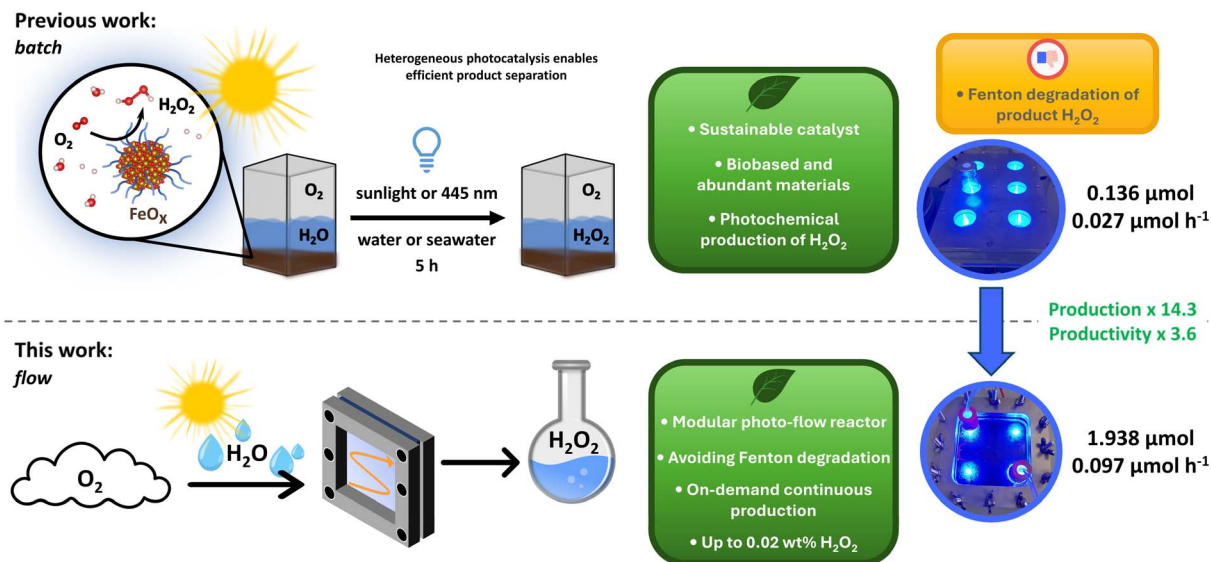 Previous work:
batch
H₂O₂
O₂
FeOₓ
Heterogeneous photocatalysis enables
efficient product separation
O₂
H₂O
sunlight or 445 nm
water or seawater
5 h
O₂
H₂O₂
• Sustainable catalyst
• Biobased and
abundant materials
• Photochemical
production of H₂O₂
• Fenton degradation of
product H₂O₂
0.136 µmol
0.027 µmol h⁻¹
Production x 14.3
Productivity x 3.6
This work:
flow
O₂
H₂O
H₂O₂
• Modular photo-flow reactor
• Avoiding Fenton degradation
• On-demand continuous
production
• Up to 0.02 wt% H₂O₂
1.938 µmol
0.097 µmol h⁻¹